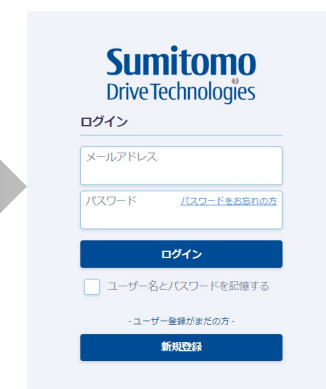 Sumitomo
Drive Technologies
ログイン
メールアドレス
パスワード パスワードをお忘れの方
ログイン
ユーザー名とパスワードを記憶する
- ユーザー登録がまだの方 -
新規登録